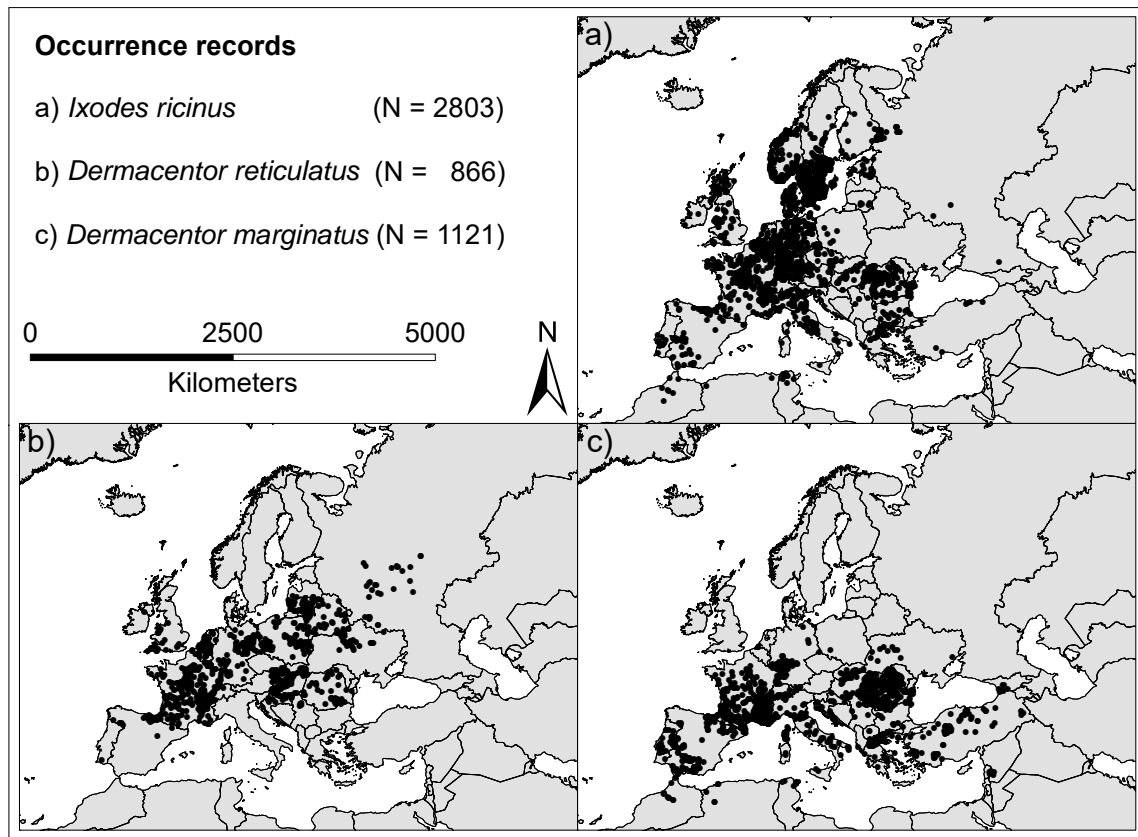 Occurrence records
a) Ixodes ricinus (N = 2803)
b) Dermacentor reticulatus (N = 866)
c) Dermacentor marginatus (N = 1121)
0 2500 5000
Kilometers
N
a)
b)
c)